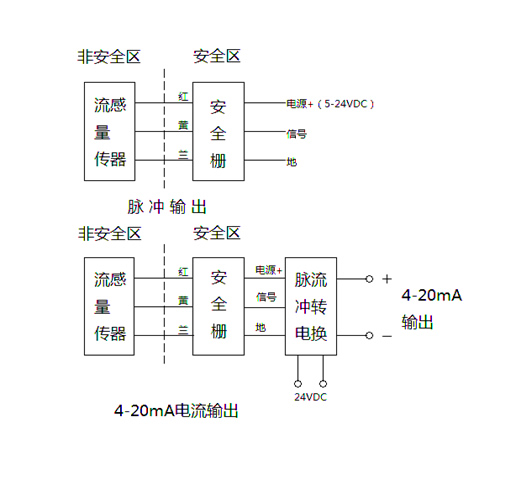 非安全区 安全区
流感
量
传器
红
黄
兰
安
全
栅
电源+（5-24VDC）
信号
地
脉冲输出
非安全区 安全区
流感
量
传器
红
黄
兰
安
全
栅
电源+
信号
地
脉流
冲转
电换
+
−
4-20mA
输出
24VDC
4-20mA电流输出